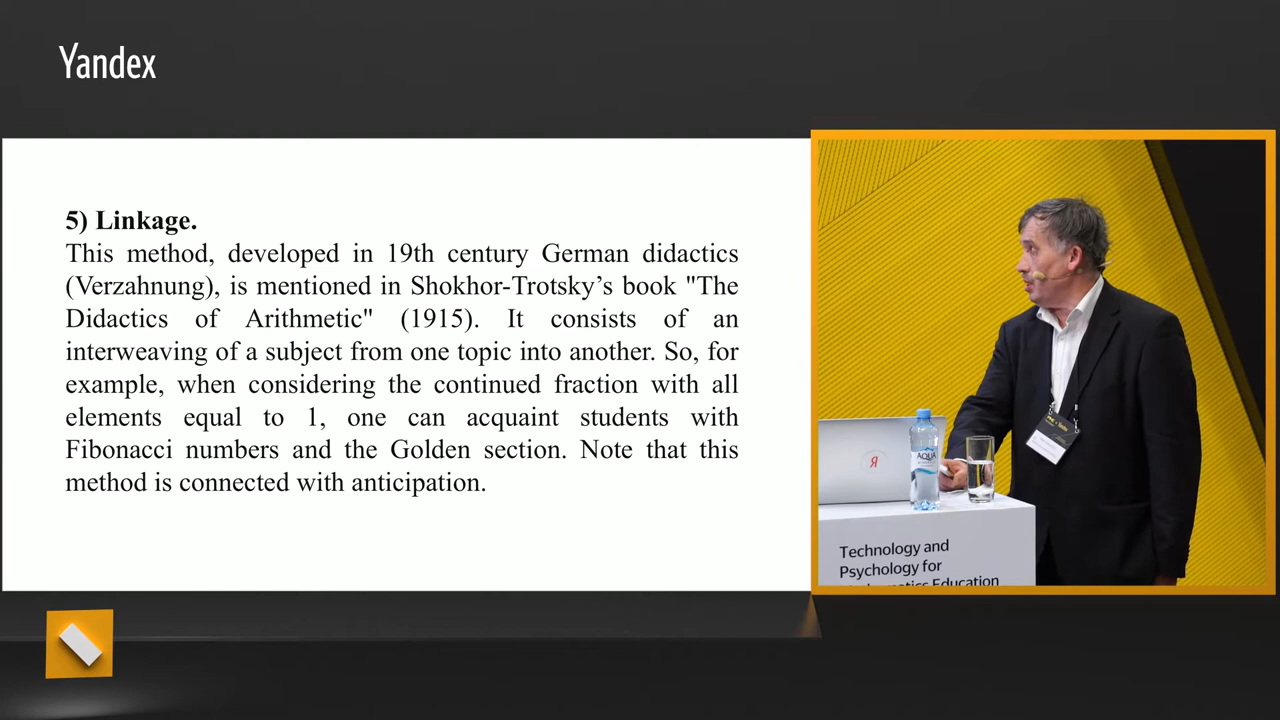 Yandex
5) Linkage.
This method, developed in 19th century German didactics
(Verzahnung), is mentioned in Shokhor-Trotsky’s book "The
Didactics of Arithmetic" (1915). It consists of an
interweaving of a subject from one topic into another. So, for
example, when considering the continued fraction with all
elements equal to 1, one can acquaint students with
Fibonacci numbers and the Golden section. Note that this
method is connected with anticipation.
Я
AQUA
Technology and
Psychology for
Mathematics Education